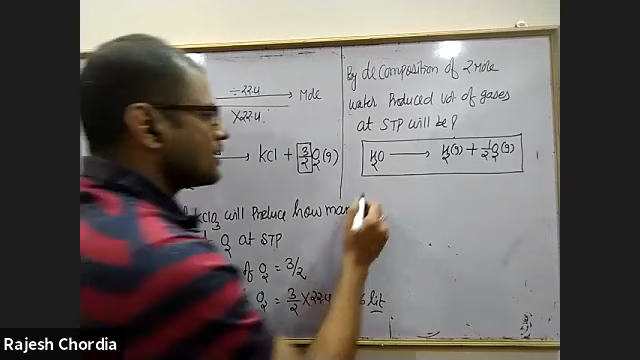 ÷22.4
Mole
X22.4
KCl + 3/2 O2(g)
KClO3 will Produce how man
O2 at STP
of O2 = 3/2
O2 = 3/2 X22.4
lit
By decomposition of 2 Mole
water Produced vol of gases
at STP will be?
H2O → H2(g) + 1/2 O2(g)
Rajesh Chordia